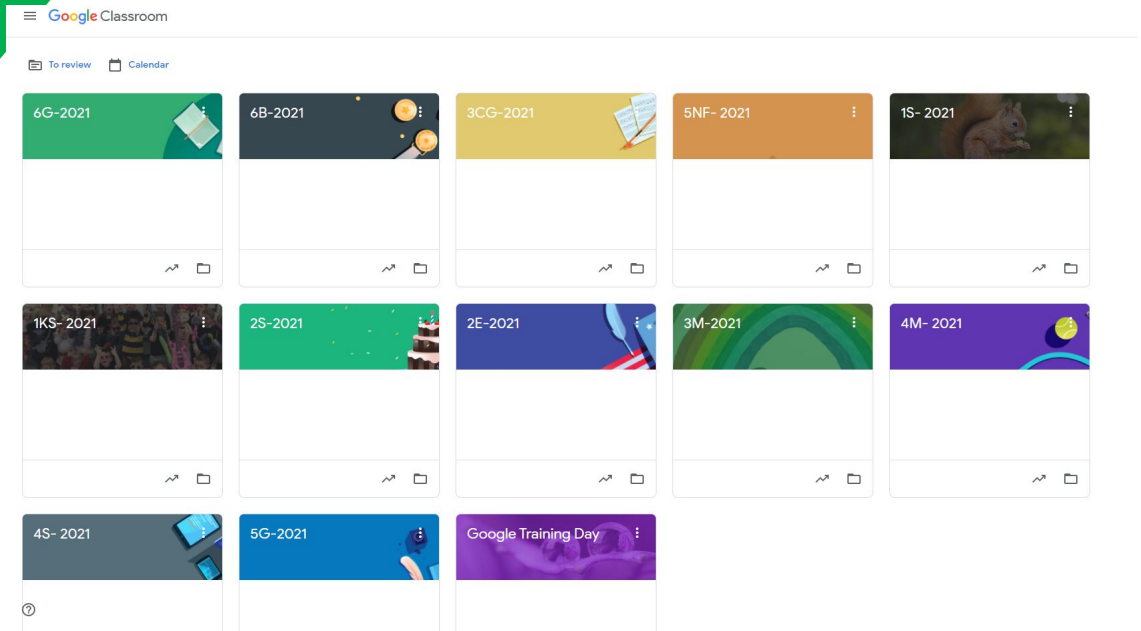 Google Classroom
To review Calendar
6G-2021 6B-2021 3CG-2021 5NF- 2021 1S- 2021
1KS- 2021 2S-2021 2E-2021 3M-2021 4M- 2021
4S- 2021 5G-2021 Google Training Day